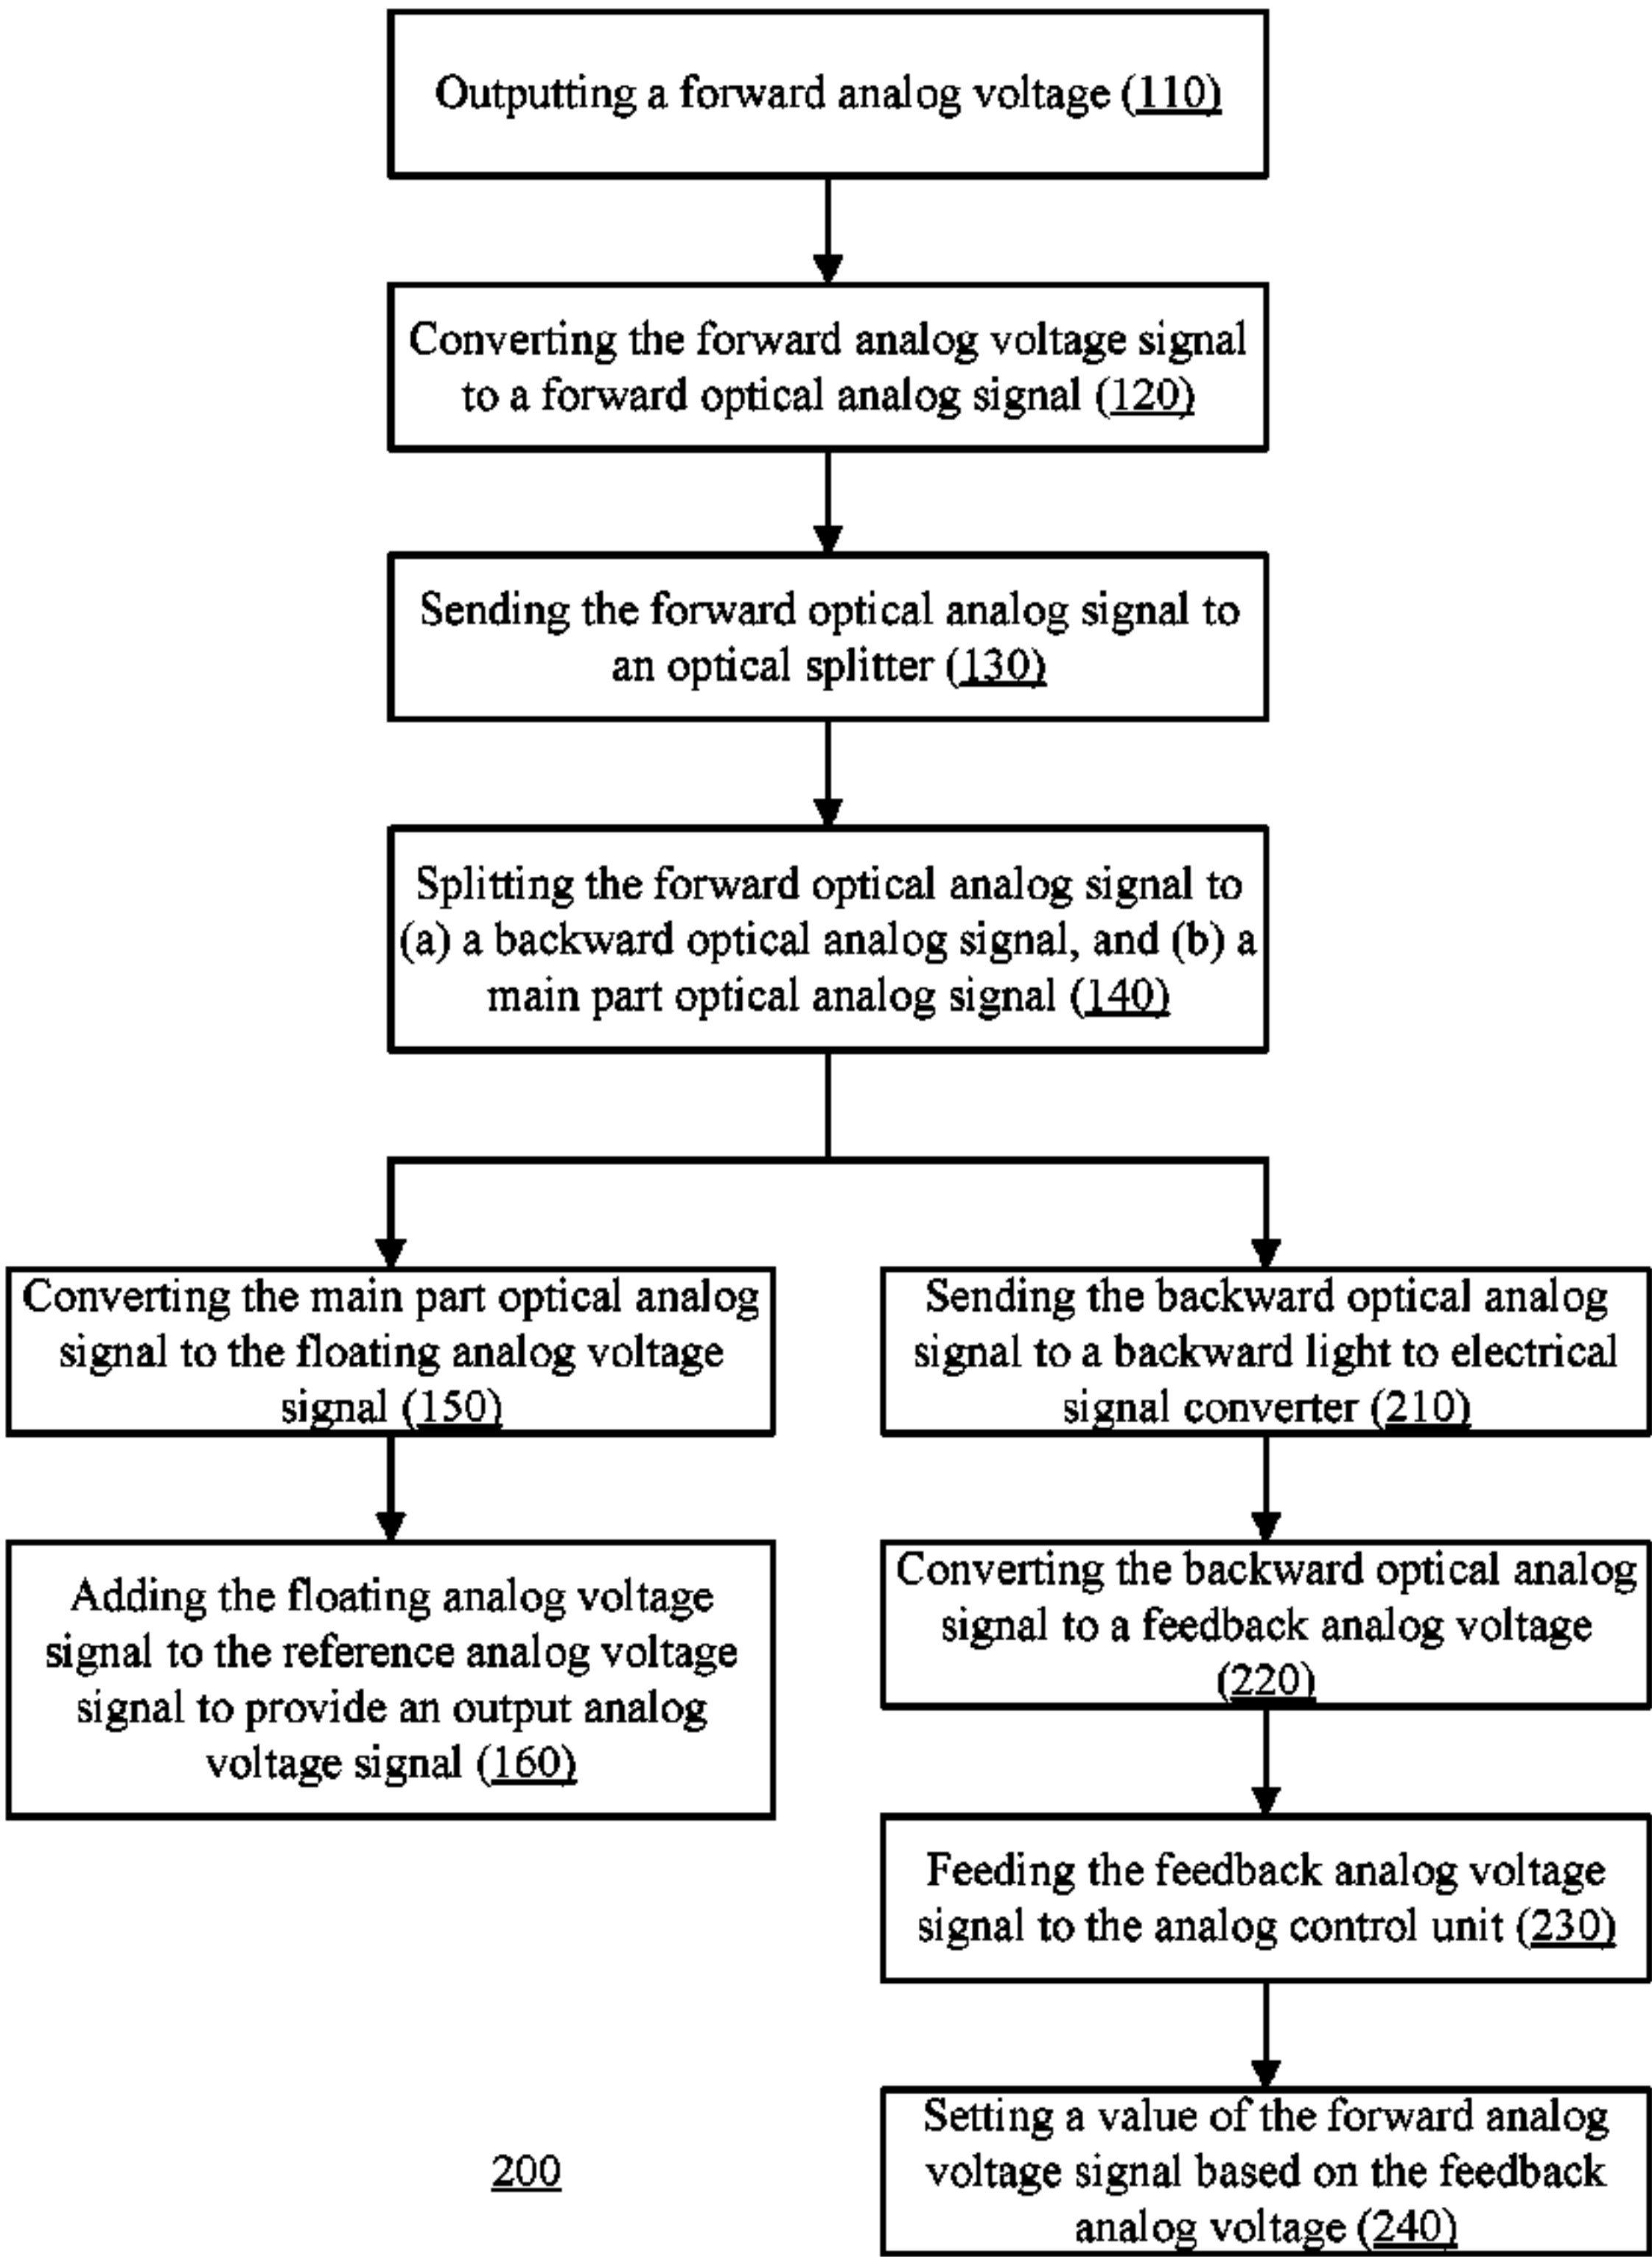 Outputting a forward analog voltage (110)
Converting the forward analog voltage signal
to a forward optical analog signal (120)
Sending the forward optical analog signal to
an optical splitter (130)
Splitting the forward optical analog signal to
(a) a backward optical analog signal, and (b) a
main part optical analog signal (140)
Converting the main part optical analog
signal to the floating analog voltage
signal (150)
Adding the floating analog voltage
signal to the reference analog voltage
signal to provide an output analog
voltage signal (160)
Sending the backward optical analog
signal to a backward light to electrical
signal converter (210)
Converting the backward optical analog
signal to a feedback analog voltage
(220)
Feeding the feedback analog voltage
signal to the analog control unit (230)
Setting a value of the forward analog
voltage signal based on the feedback
analog voltage (240)
200